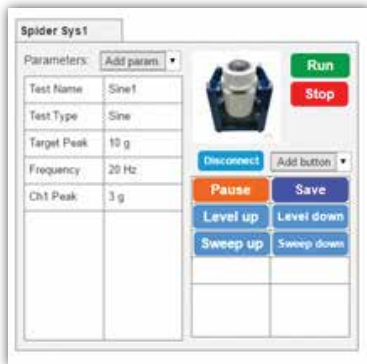 Spider Sys1
Parameters: Add param.
Run
Stop
Test Name Sine1
Test Type Sine
Target Peak 10 g
Frequency 20 Hz
Ch1 Peak 3 g
Disconnect Add button
Pause Save
Level up Level down
Sweep up Sweep down